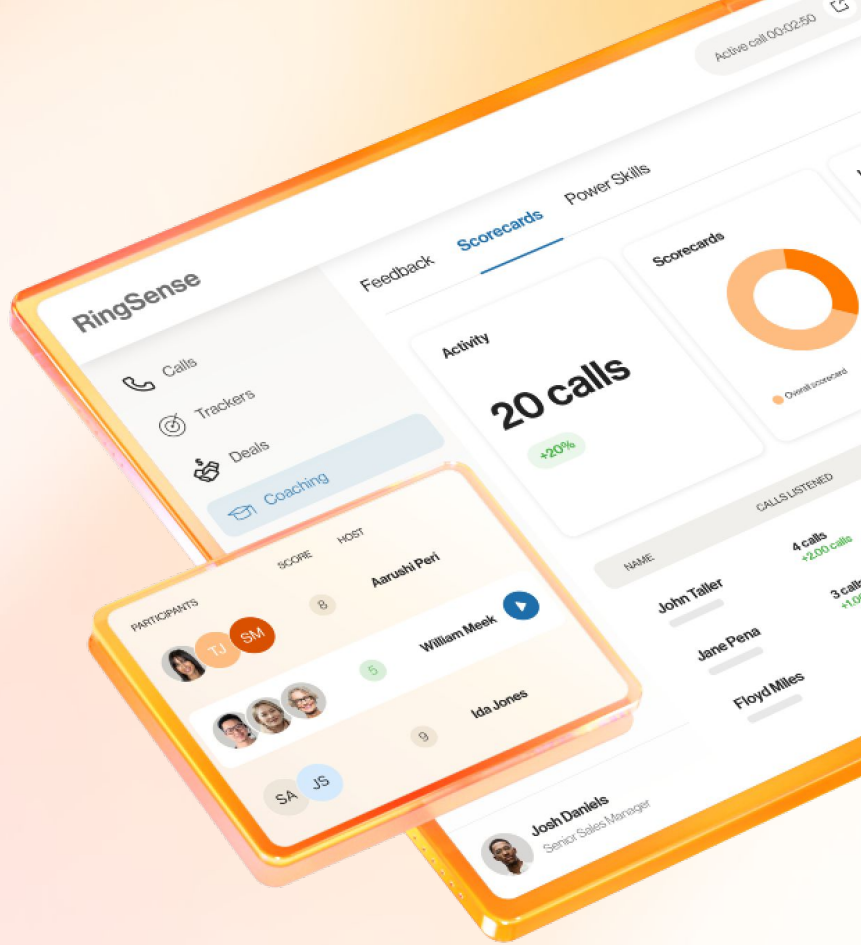 Active call 00:02:50
RingSense
Feedback
Scorecards
Power Skills
Calls
Trackers
Deals
Coaching
Activity
20 calls
+20%
Scorecards
Overall scorecard
NAME
CALLS LISTENED
John Taller
4 calls
+2.00 calls
Jane Pena
3 calls
Floyd Miles
Josh Daniels
Senior Sales Manager
PARTICIPANTS
SCORE
HOST
TJ
SM
8
Aarushi Peri
5
William Meek
SA
JS
9
Ida Jones